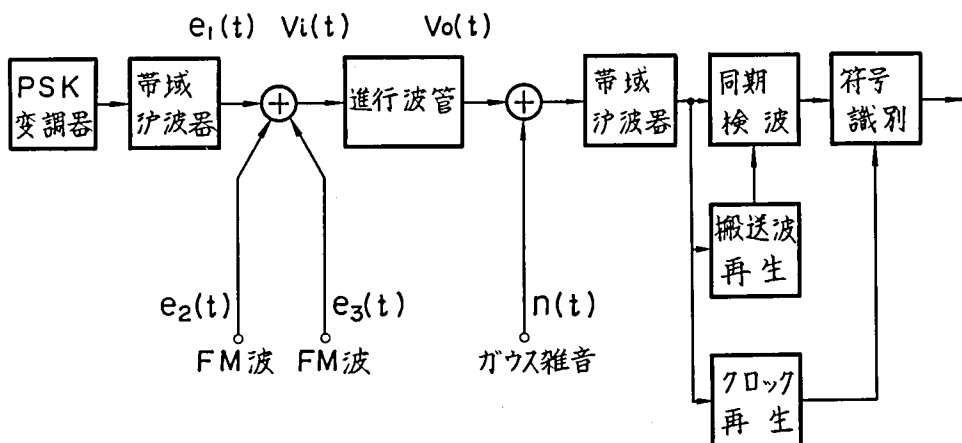 e₁(t) Vi(t) Vo(t)
PSK
変調器
帯域
沪波器
進行波管
帯域
沪波器
同期
検波
符号
識別
搬送波
再生
e₂(t)
e₃(t)
n(t)
FM波
FM波
ガウス雑音
クロック
再生